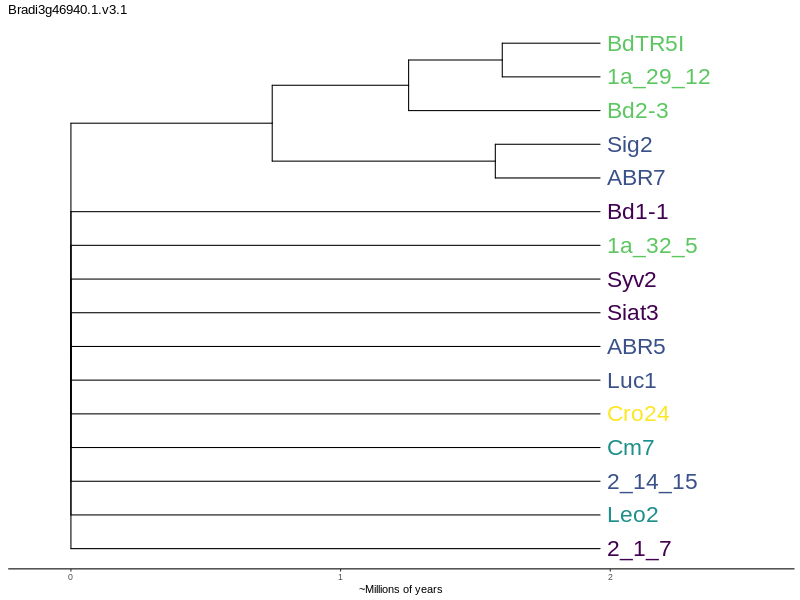 Bradi3g46940.1.v3.1
BdTR5I
1a_29_12
Bd2-3
Sig2
ABR7
Bd1-1
1a_32_5
Syv2
Siat3
ABR5
Luc1
Cro24
Cm7
2_14_15
Leo2
2_1_7
0 1 2
~Millions of years